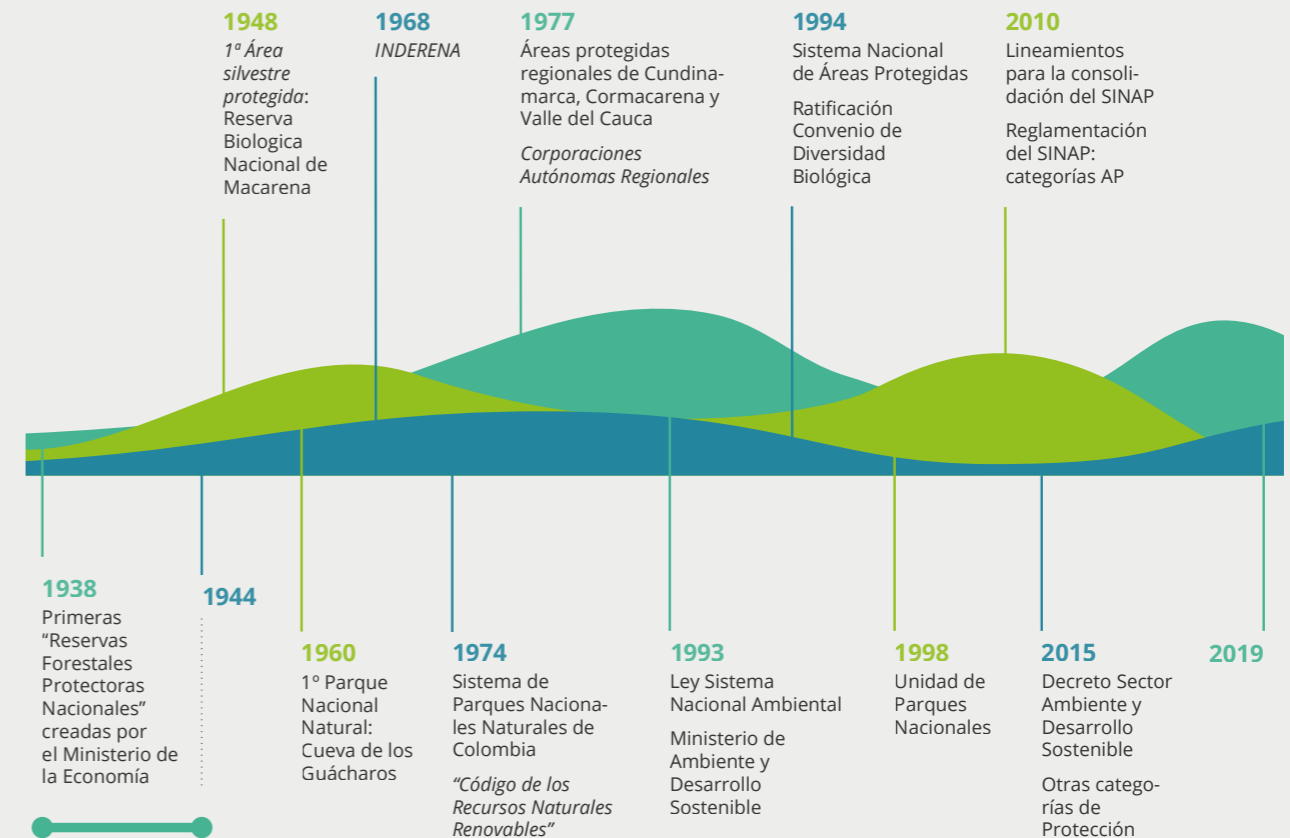 1948
1ª Área
silvestre
protegida:
Reserva
Biologica
Nacional de
Macarena
1968
INDERENA
1977
Áreas protegidas
regionales de Cundina-
marca, Cormacarena y
Valle del Cauca
Corporaciones
Autónomas Regionales
1994
Sistema Nacional
de Áreas Protegidas
Ratificación
Convenio de
Diversidad
Biológica
2010
Lineamientos
para la consoli-
dación del SINAP
Reglamentación
del SINAP:
categorías AP
1938
Primeras
“Reservas
Forestales
Protectoras
Nacionales”
creadas por
el Ministerio de
la Economía
1944
1960
1º Parque
Nacional
Natural:
Cueva de los
Guácharos
1974
Sistema de
Parques Naciona-
les Naturales de
Colombia
“Código de los
Recursos Naturales
Renovables”
1993
Ley Sistema
Nacional Ambiental
Ministerio de
Ambiente y
Desarrollo
Sostenible
1998
Unidad de
Parques
Nacionales
2015
Decreto Sector
Ambiente y
Desarrollo
Sostenible
Otras catego-
rías de
Protección
2019